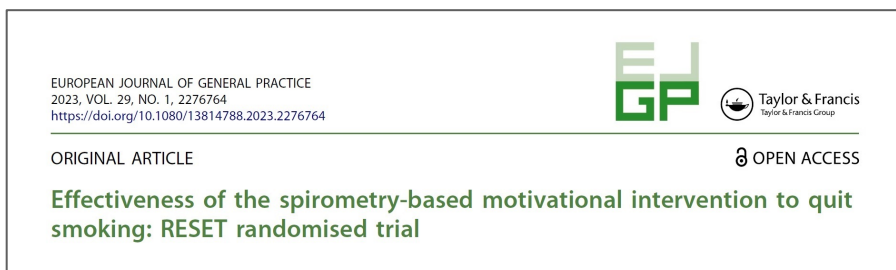 EUROPEAN JOURNAL OF GENERAL PRACTICE
2023, VOL. 29, NO. 1, 2276764
https://doi.org/10.1080/13814788.2023.2276764
EJ
GP
Taylor & Francis
Taylor & Francis Group
ORIGINAL ARTICLE
OPEN ACCESS
Effectiveness of the spirometry-based motivational intervention to quit
smoking: RESET randomised trial